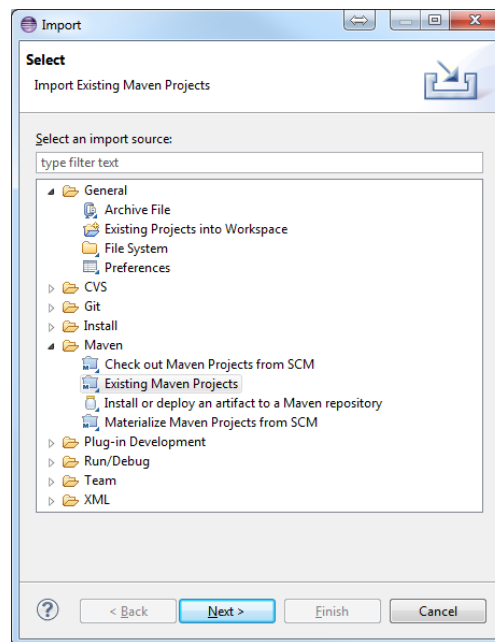 Import
Select
Import Existing Maven Projects
Select an import source:
type filter text
General
Archive File
Existing Projects into Workspace
File System
Preferences
CVS
Git
Install
Maven
Check out Maven Projects from SCM
Existing Maven Projects
Install or deploy an artifact to a Maven repository
Materialize Maven Projects from SCM
Plug-in Development
Run/Debug
Team
XML
? < Back Next > Finish Cancel